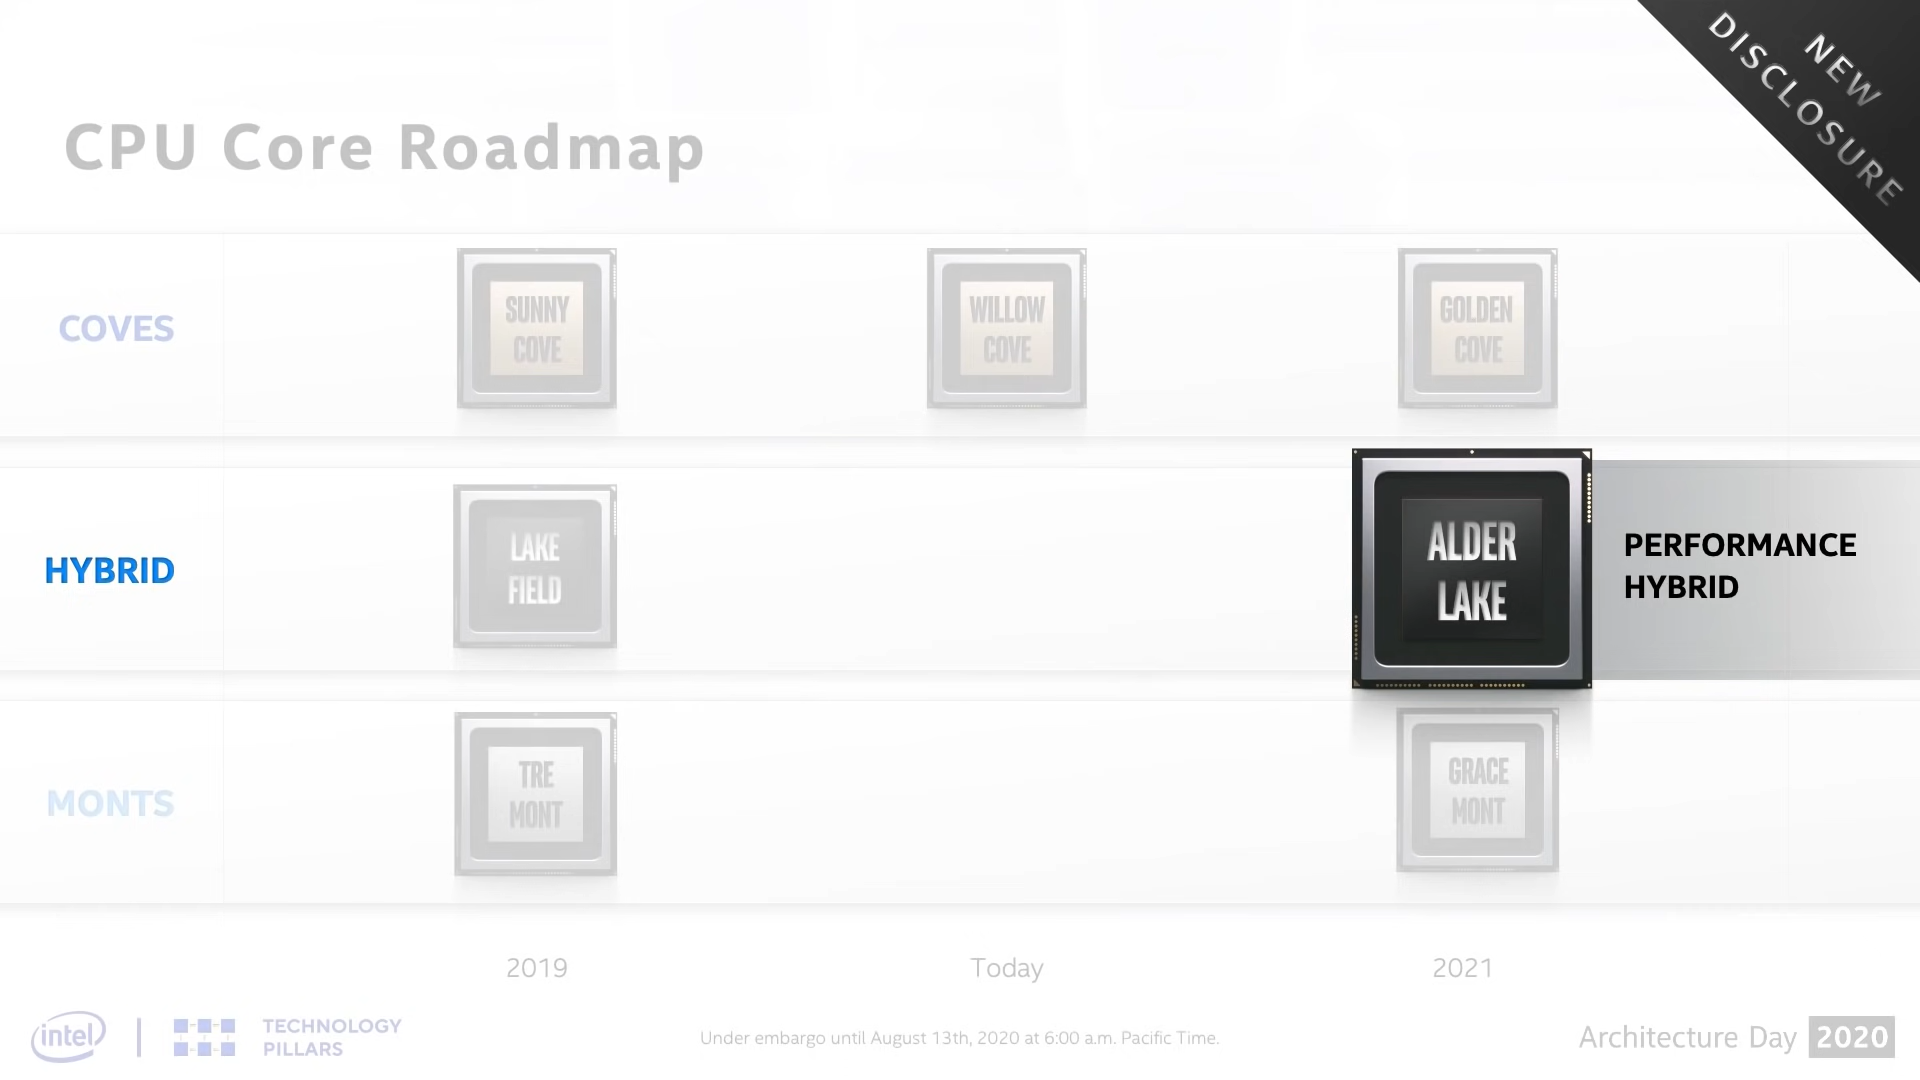 NEW
DISCLOSURE
CPU Core Roadmap
COVES
SUNNY
COVE
WILLOW
COVE
GOLDEN
COVE
HYBRID
LAKE
FIELD
ALDER
LAKE
PERFORMANCE
HYBRID
MONTS
TRE
MONT
GRACE
MONT
2019
Today
2021
intel
TECHNOLOGY
PILLARS
Under embargo until August 13th, 2020 at 6:00 a.m. Pacific Time.
Architecture Day 2020